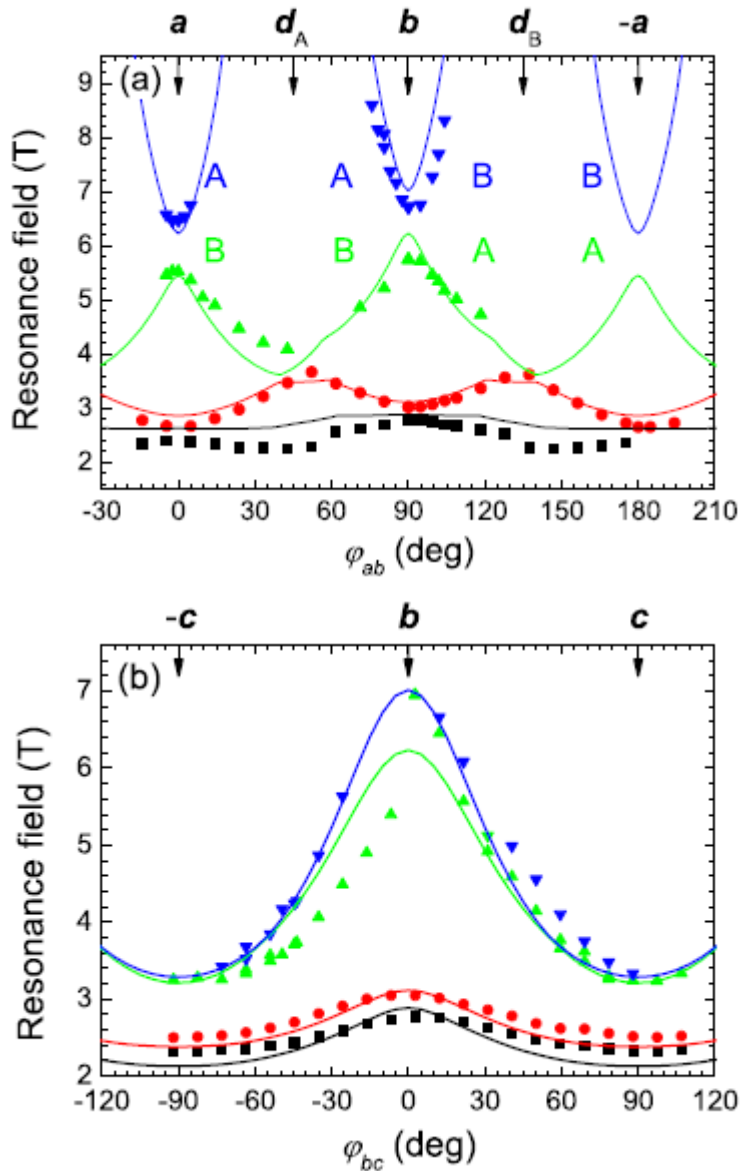 a d_A b d_B -a
(a)
9
8
7
6
5
4
3
2
Resonance field (T)
A A B B
B B A A
-30 0 30 60 90 120 150 180 210
φ_ab (deg)
-c b c
(b)
7
6
5
4
3
2
Resonance field (T)
-120 -90 -60 -30 0 30 60 90 120
φ_bc (deg)